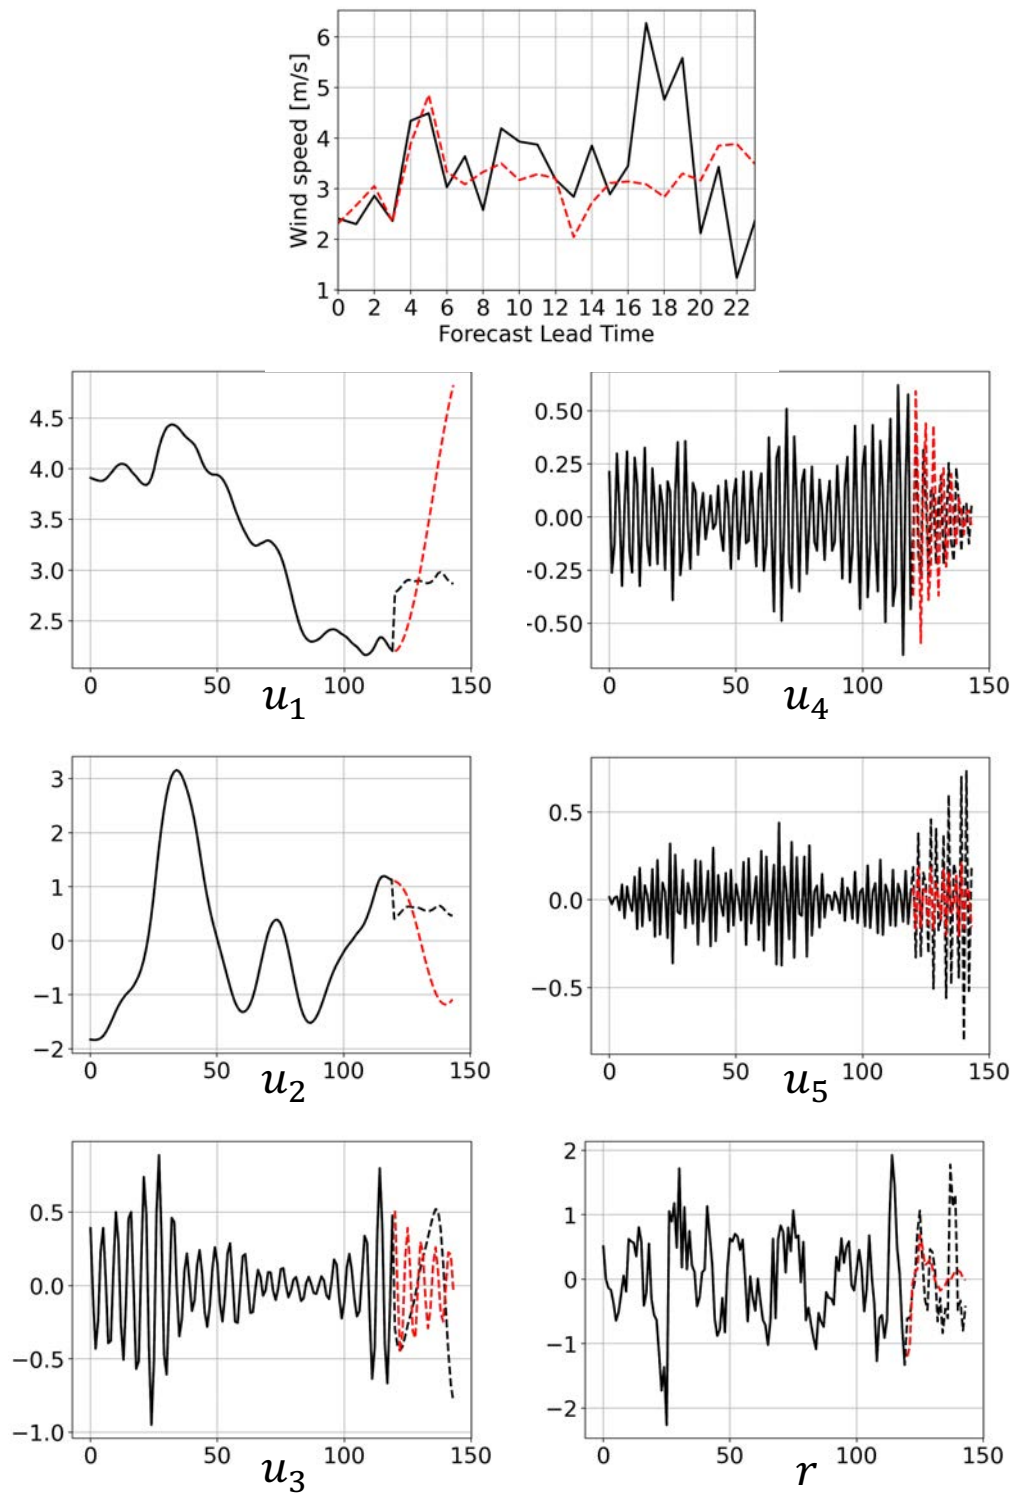 6
5
4
3
2
1
Wind speed [m/s]
0 2 4 6 8 10 12 14 16 18 20 22
Forecast Lead Time
4.5
4.0
3.5
3.0
2.5
0 50 100 150
u₁
0.50
0.25
0.00
-0.25
-0.50
0 50 100 150
u₄
3
2
1
0
−1
−2
0 50 100 150
u₂
0.5
0.0
−0.5
0 50 100 150
u₅
0.5
0.0
−0.5
−1.0
0 50 100 150
u₃
2
1
0
−1
−2
0 50 100 150
r